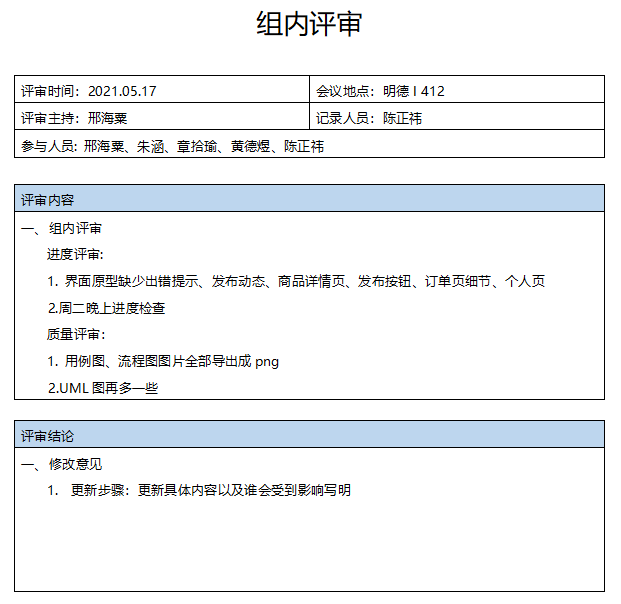 组内评审
评审时间：2021.05.17
会议地点：明德 I 412
评审主持：邢海粟
记录人员：陈正祎
参与人员: 邢海粟、朱涵、章拾瑜、黄德煜、陈正祎
评审内容
一、组内评审
进度评审:
1. 界面原型缺少出错提示、发布动态、商品详情页、发布按钮、订单页细节、个人页
2.周二晚上进度检查
质量评审：
1. 用例图、流程图图片全部导出成 png
2.UML 图再多一些
评审结论
一、修改意见
1. 更新步骤：更新具体内容以及谁会受到影响写明